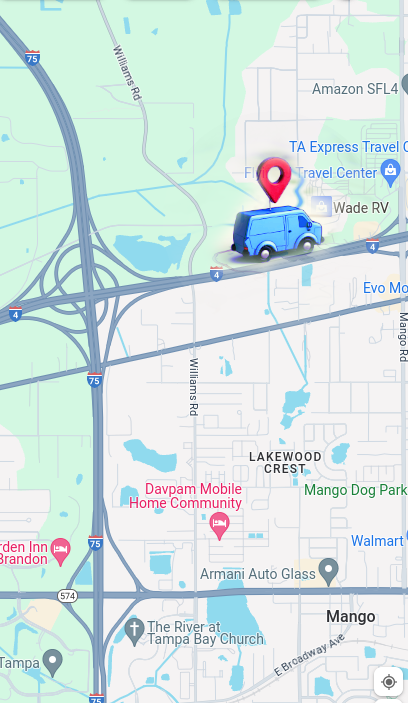 75
Williams Rd
Amazon SFL4
TA Express Travel C
Travel Center
Wade RV
4
4
4
Evo Mo
Mango Rd
75
Williams Rd
LAKEWOOD
CREST
Davpam Mobile
Home Community
Mango Dog Park
75
rden Inn
Brandon
Walmart
Armani Auto Glass
574
Mango
The River at
Tampa Bay Church
E Broadway Ave
Tampa
75